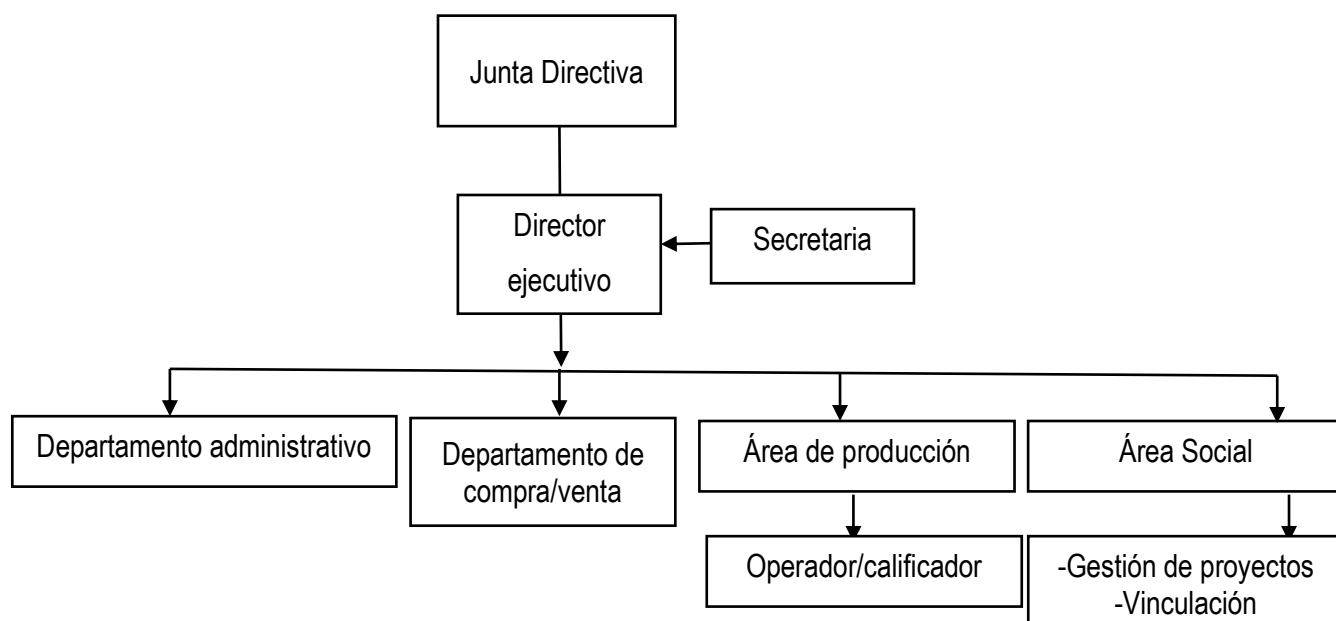 Junta Directiva
Director
ejecutivo
Secretaria
Departamento administrativo
Departamento de
compra/venta
Área de producción
Área Social
Operador/calificador
-Gestión de proyectos
-Vinculación